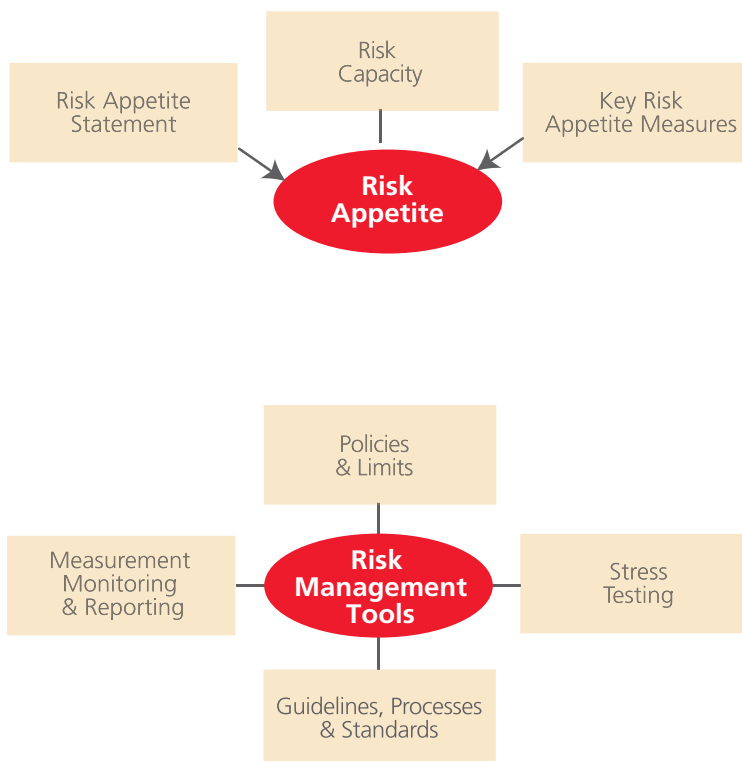 Risk
Capacity
Risk Appetite
Statement
Key Risk
Appetite Measures
Risk
Appetite
Policies
& Limits
Measurement
Monitoring
& Reporting
Risk
Management
Tools
Stress
Testing
Guidelines, Processes
& Standards